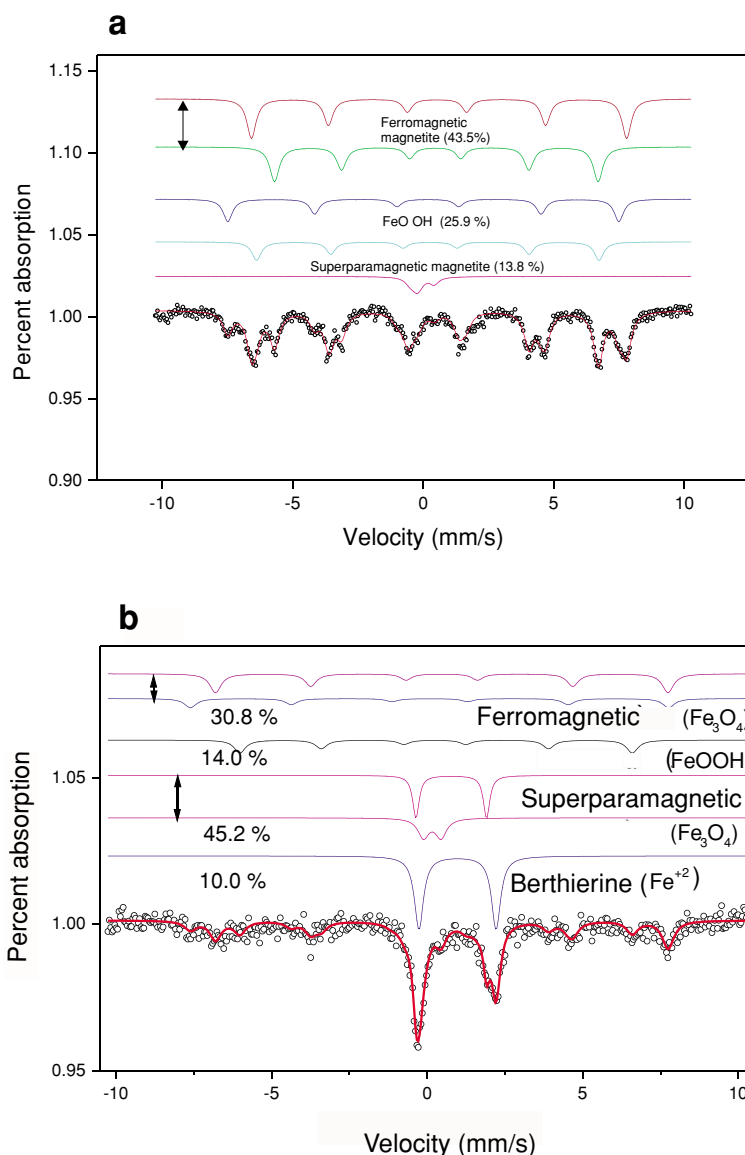 a
1.15
1.10
1.05
1.00
0.95
0.90
Percent absorption
Ferromagnetic
magnetite (43.5%)
FeO OH (25.9 %)
Superparamagnetic magnetite (13.8 %)
-10
-5
0
5
10
Velocity (mm/s)
b
1.05
1.00
0.95
Percent absorption
30.8 %
Ferromagnetic
(Fe3O4)
14.0 %
(FeOOH
Superparamagnetic
45.2 %
(Fe3O4)
10.0 %
Berthierine (Fe+2)
-10
-5
0
5
10
Velocity (mm/s)